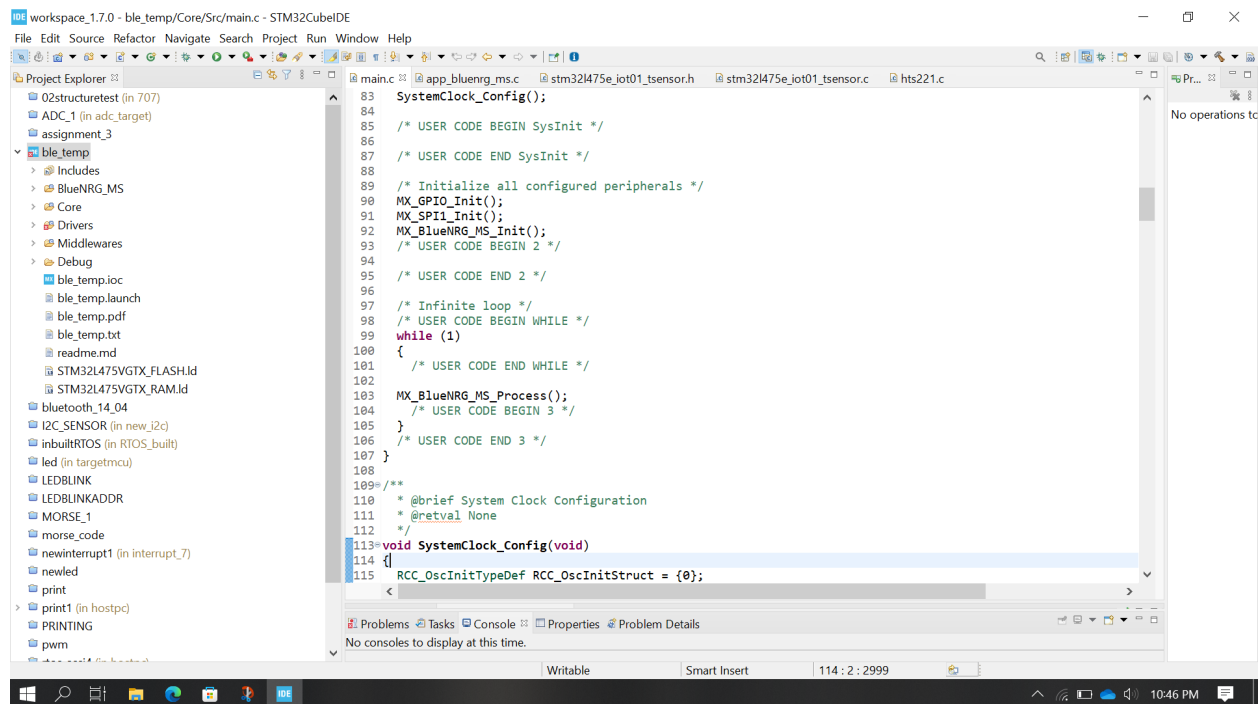 IDE workspace_1.7.0 - ble_temp/Core/Src/main.c - STM32CubeIDE
File Edit Source Refactor Navigate Search Project Run Window Help
Project Explorer
main.c app_bluenrg_ms.c stm32l475e_iot01_tsensor.h stm32l475e_iot01_tsensor.c hts221.c
Pr...
No operations to
02structuretest (in 707)
ADC_1 (in adc_target)
assignment_3
ble_temp
Includes
BlueNRG_MS
Core
Drivers
Middlewares
Debug
MX ble_temp.ioc
ble_temp.launch
ble_temp.pdf
ble_temp.txt
readme.md
STM32L475VGTX_FLASH.ld
STM32L475VGTX_RAM.ld
bluetooth_14_04
I2C_SENSOR (in new_i2c)
inbuiltRTOS (in RTOS_built)
led (in targetmcu)
LEDBLINK
LEDBLINKADDR
MORSE_1
morse_code
newinterrupt1 (in interrupt_7)
newled
print
print1 (in hostpc)
PRINTING
pwm
83 SystemClock_Config();
84
85 /* USER CODE BEGIN SysInit */
86
87 /* USER CODE END SysInit */
88
89 /* Initialize all configured peripherals */
90 MX_GPIO_Init();
91 MX_SPI1_Init();
92 MX_BlueNRG_MS_Init();
93 /* USER CODE BEGIN 2 */
94
95 /* USER CODE END 2 */
96
97 /* Infinite loop */
98 /* USER CODE BEGIN WHILE */
99 while (1)
100 {
101 /* USER CODE END WHILE */
102
103 MX_BlueNRG_MS_Process();
104 /* USER CODE BEGIN 3 */
105 }
106 /* USER CODE END 3 */
107 }
108
109 /**
110 * @brief System Clock Configuration
111 * @retval None
112 */
113 void SystemClock_Config(void)
114 {
115 RCC_OscInitTypeDef RCC_OscInitStruct = {0};
Problems Tasks Console Properties Problem Details
No consoles to display at this time.
Writable Smart Insert 114 : 2 : 2999
IDE 10:46 PM